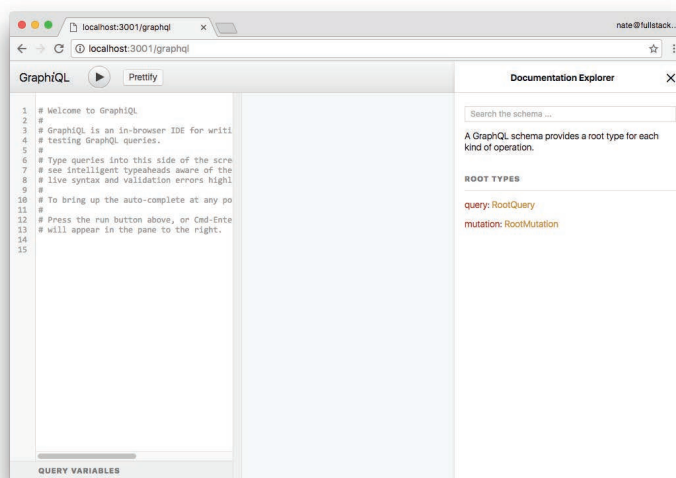 localhost:3001/graphql
nate@fullstack...
localhost:3001/graphql
GraphiQL
Prettify
1 # Welcome to GraphiQL
2 #
3 # GraphiQL is an in-browser IDE for writi
4 # testing GraphQL queries.
5 #
6 # Type queries into this side of the scre
7 # see intelligent typeaheads aware of the
8 # live syntax and validation errors highl
9 #
10 # To bring up the auto-complete at any po
11 #
12 # Press the run button above, or Cmd-Ente
13 # will appear in the pane to the right.
14
15
QUERY VARIABLES
Documentation Explorer
Search the schema ...
A GraphQL schema provides a root type for each
kind of operation.
ROOT TYPES
query: RootQuery
mutation: RootMutation